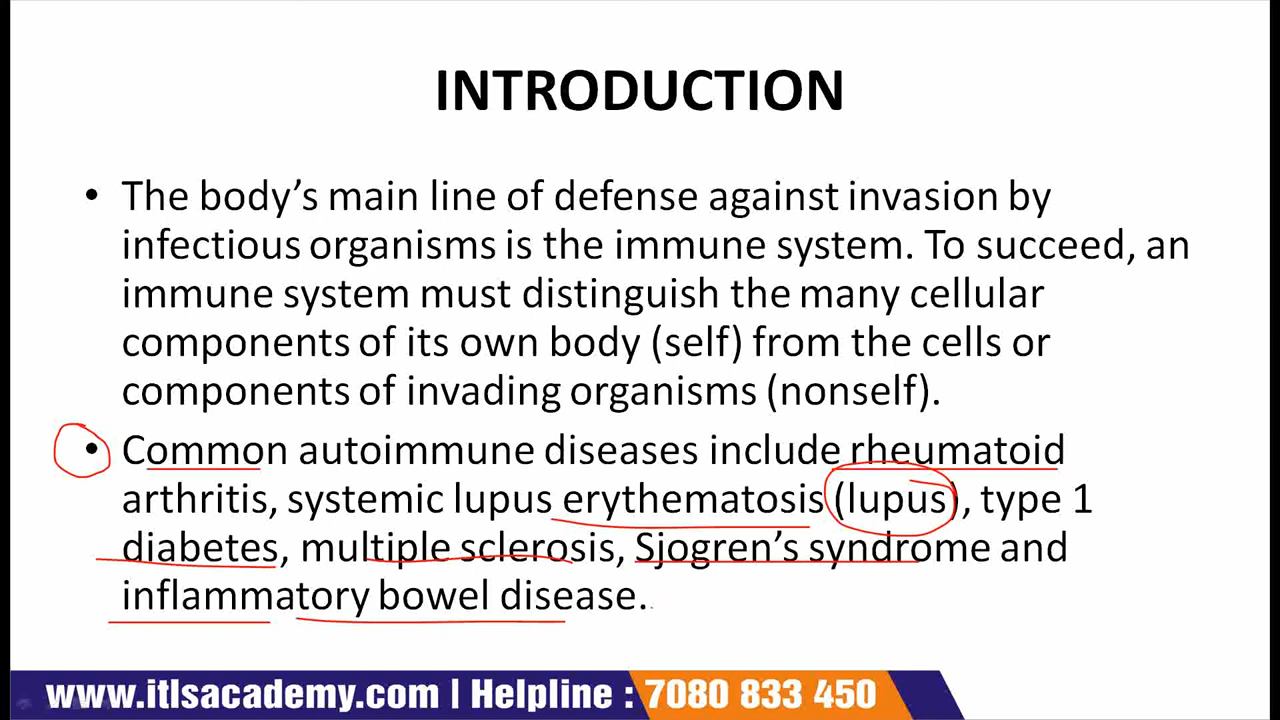 INTRODUCTION
• The body’s main line of defense against invasion by
infectious organisms is the immune system. To succeed, an
immune system must distinguish the many cellular
components of its own body (self) from the cells or
components of invading organisms (nonself).
• Common autoimmune diseases include rheumatoid
arthritis, systemic lupus erythematosis (lupus), type 1
diabetes, multiple sclerosis, Sjogren’s syndrome and
inflammatory bowel disease.
www.itlsacademy.com | Helpline : 7080 833 450